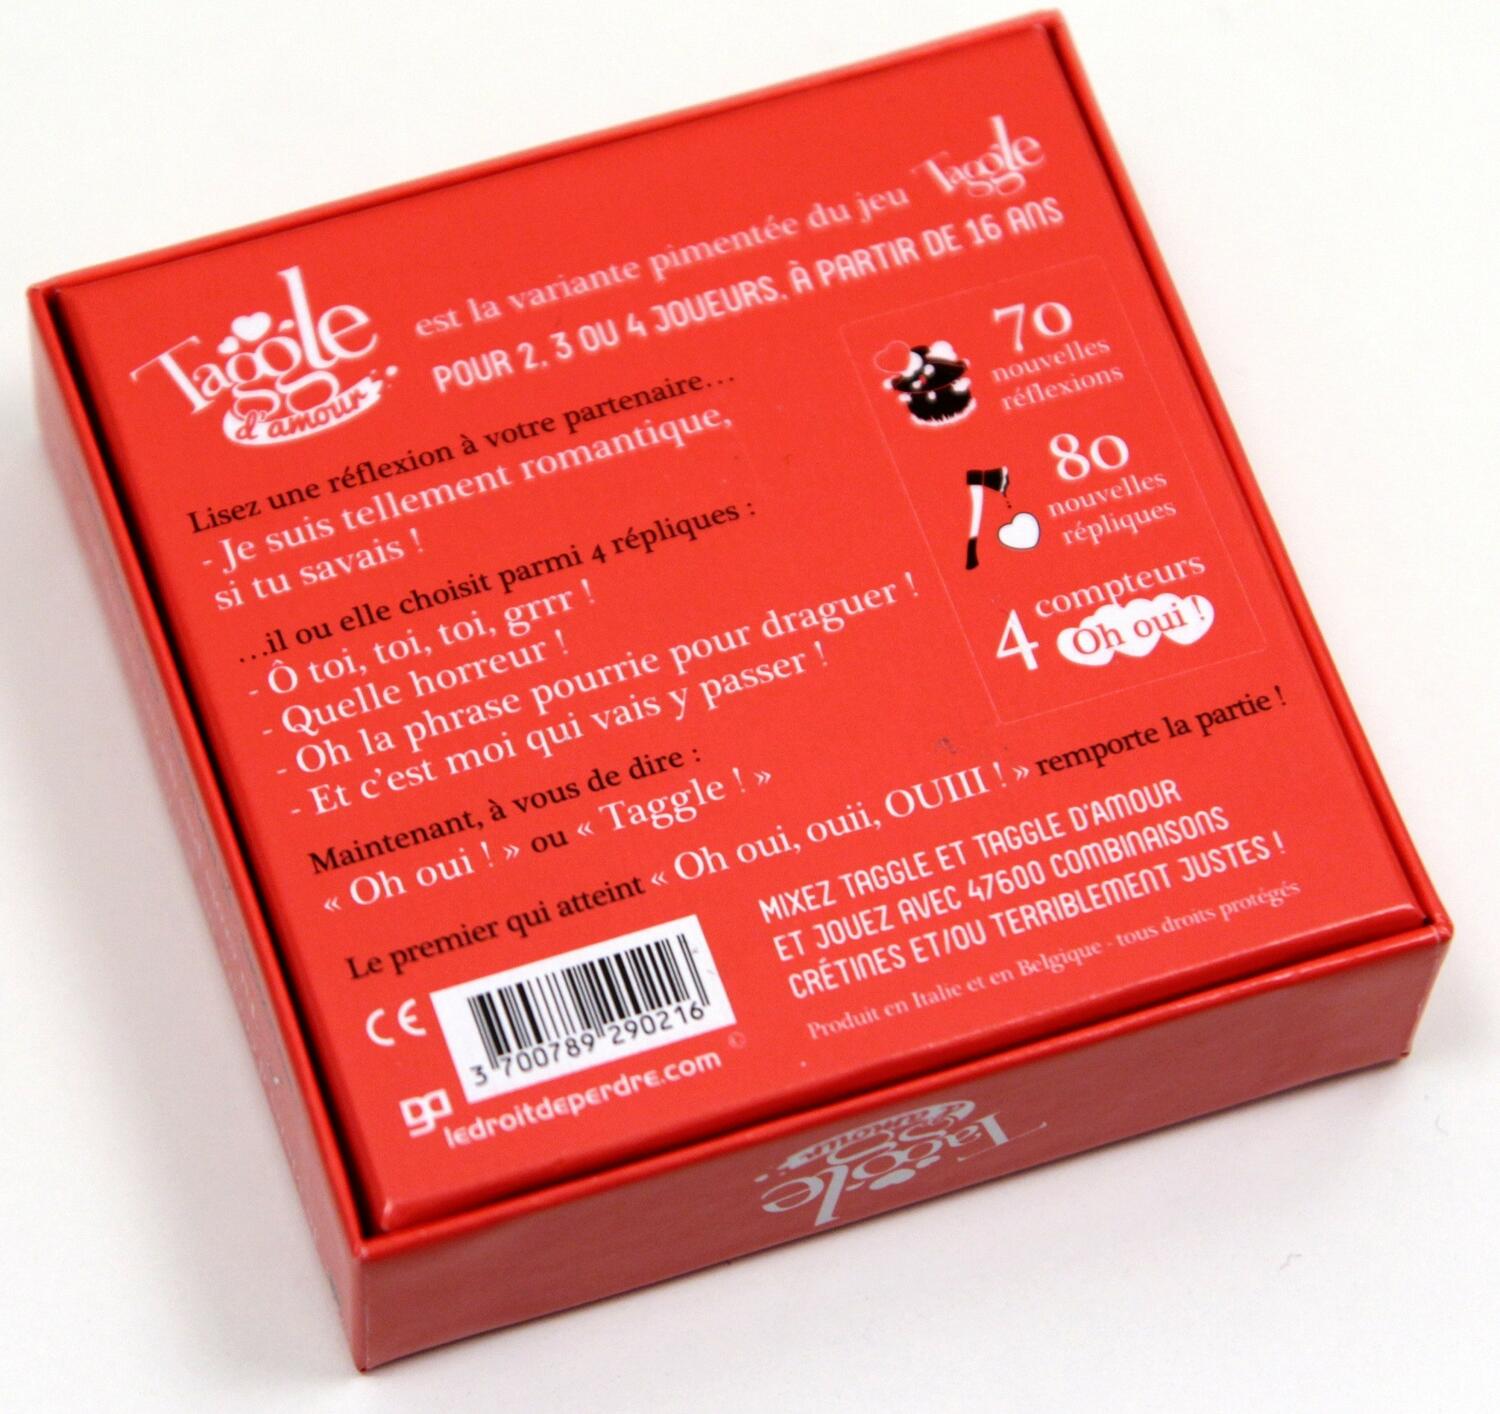 Taggle
d'amour
est la variante pimentée du jeu Taggle
POUR 2, 3 OU 4 JOUEURS, À PARTIR DE 16 ANS
Lisez une réflexion à votre partenaire…
- Je suis tellement romantique,
si tu savais !
…il ou elle choisit parmi 4 répliques :
- Ô toi, toi, toi, grrr !
- Quelle horreur !
- Oh la phrase pourrie pour draguer !
- Et c'est moi qui vais y passer !
Maintenant, à vous de dire :
« Oh oui ! » ou « Taggle ! »
Le premier qui atteint « Oh oui, ouii, OUIII ! » remporte la partie !
70
nouvelles
réflexions
80
nouvelles
répliques
4 compteurs
Oh oui !
MIXEZ TAGGLE ET TAGGLE D'AMOUR
ET JOUEZ AVEC 47600 COMBINAISONS
CRÉTINES ET/OU TERRIBLEMENT JUSTES !
Produit en Italie et en Belgique - tous droits protégés
CE
3 700789 290216
©
ledroitdeperdre.com
Taggle
d'amour